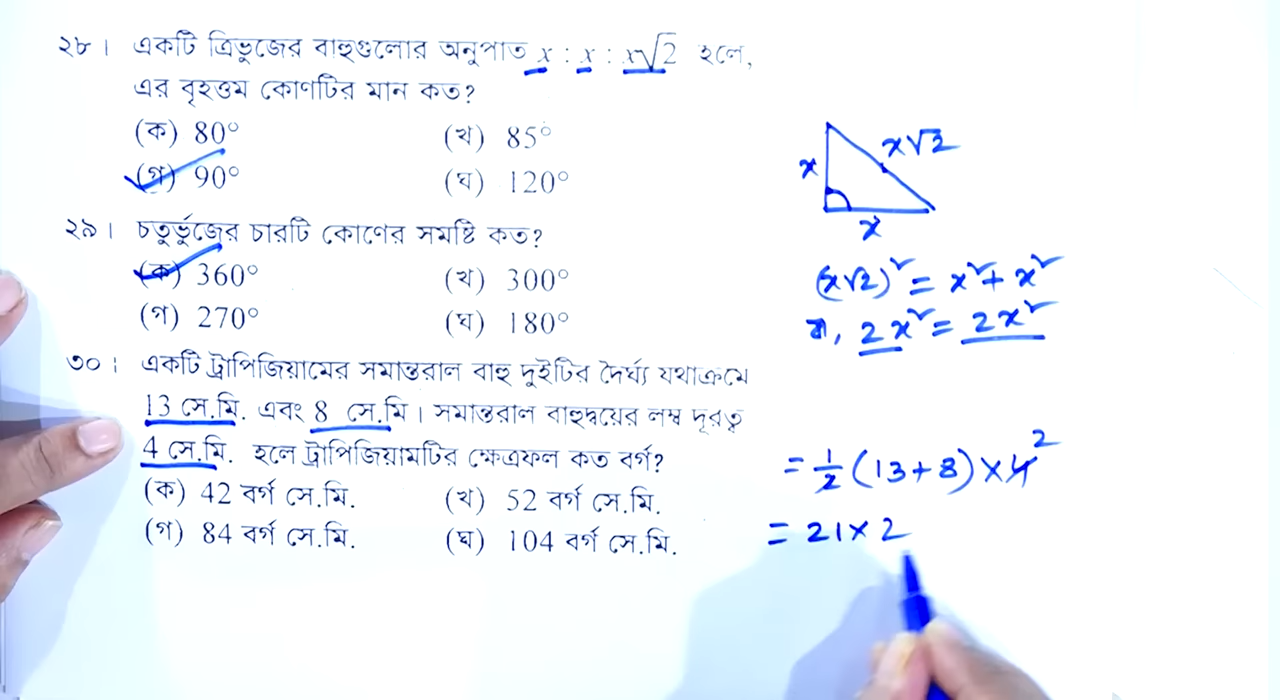 ২৮। একটি ত্রিভুজের বাহুগুলোর অনুপাত x : x : x√2 হলে,
এর বৃহত্তম কোণটির মান কত?
(ক) 80° (খ) 85°
(গ) 90° (ঘ) 120°
২৯। চতুর্ভুজের চারটি কোণের সমষ্টি কত?
(ক) 360° (খ) 300°
(গ) 270° (ঘ) 180°
৩০। একটি ট্রাপিজিয়ামের সমান্তরাল বাহু দুইটির দৈর্ঘ্য যথাক্রমে
13 সে.মি. এবং 8 সে.মি। সমান্তরাল বাহুদ্বয়ের লম্ব দূরত্ব
4 সে.মি. হলে ট্রাপিজিয়ামটির ক্ষেত্রফল কত বর্গ?
(ক) 42 বর্গ সে.মি. (খ) 52 বর্গ সে.মি.
(গ) 84 বর্গ সে.মি. (ঘ) 104 বর্গ সে.মি.
x x√2
x
(x√2)² = x² + x²
বা, 2x² = 2x²
= 1/2 (13+8) × 4 2
= 21 × 2